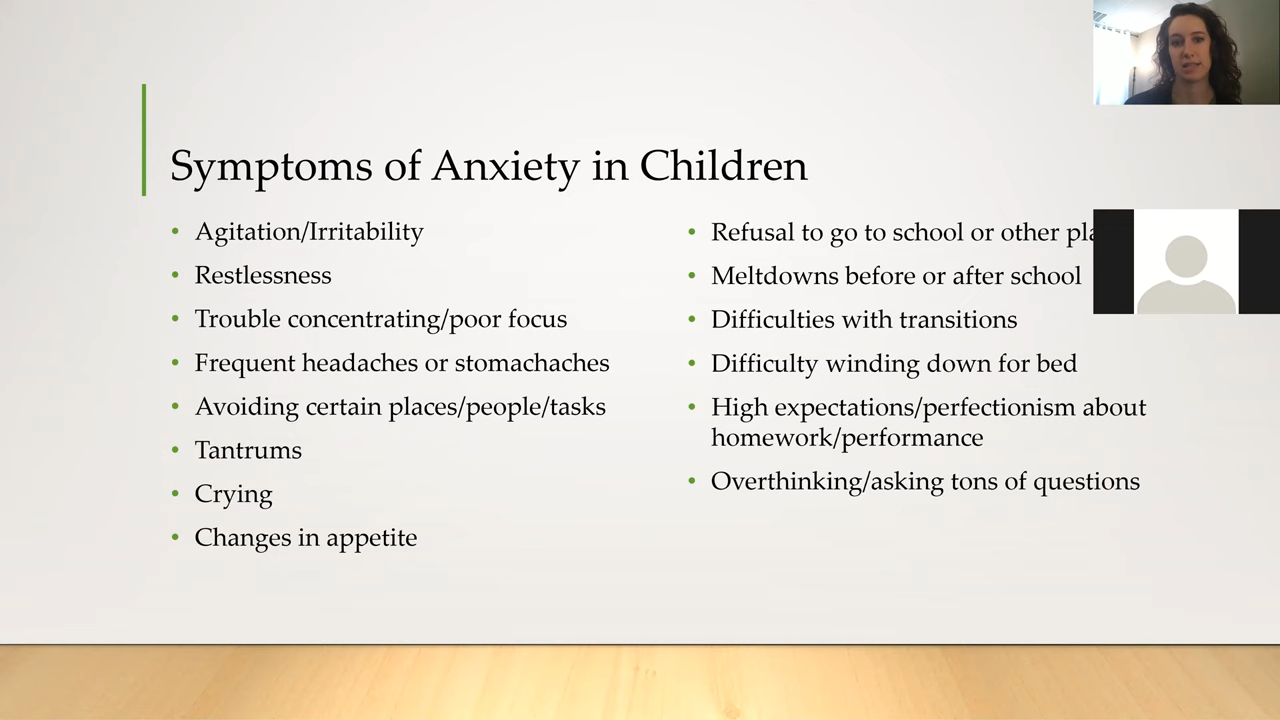 Symptoms of Anxiety in Children
• Agitation/Irritability
• Restlessness
• Trouble concentrating/poor focus
• Frequent headaches or stomachaches
• Avoiding certain places/people/tasks
• Tantrums
• Crying
• Changes in appetite
• Refusal to go to school or other
• Meltdowns before or after school
• Difficulties with transitions
• Difficulty winding down for bed
• High expectations/perfectionism about
homework/performance
• Overthinking/asking tons of questions